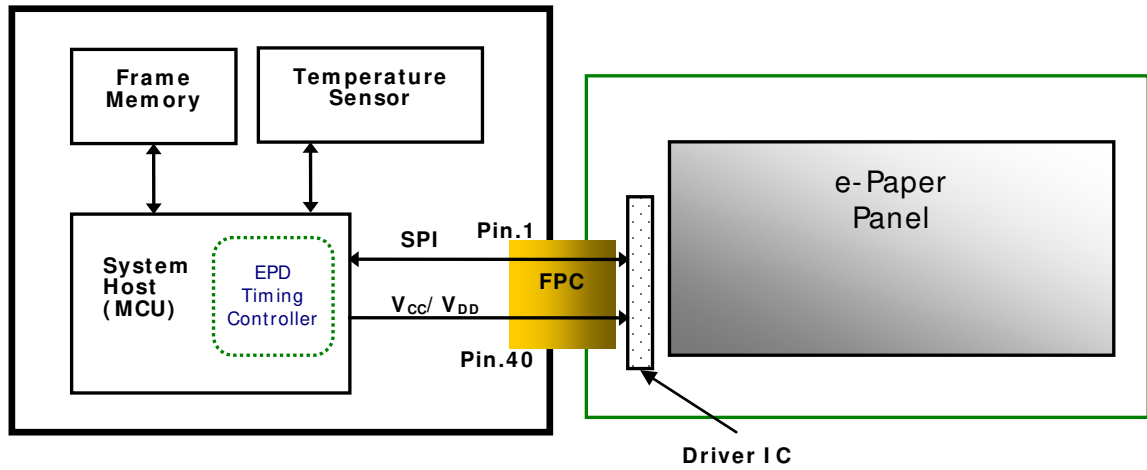 Frame
Memory
Temperature
Sensor
System
Host
(MCU)
EPD
Timing
Controller
SPI
VCC/ VDD
Pin.1
FPC
Pin.40
e-Paper
Panel
Driver IC